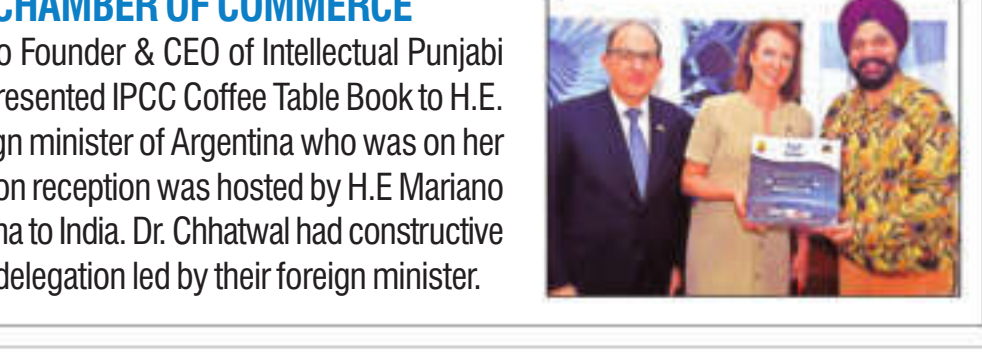 CHAMBER OF COMMERCE
o Founder & CEO of Intellectual Punjabi
resented IPCC Coffee Table Book to H.E.
gn minister of Argentina who was on her
on reception was hosted by H.E Mariano
na to India. Dr. Chhatwal had constructive
delegation led by their foreign minister.